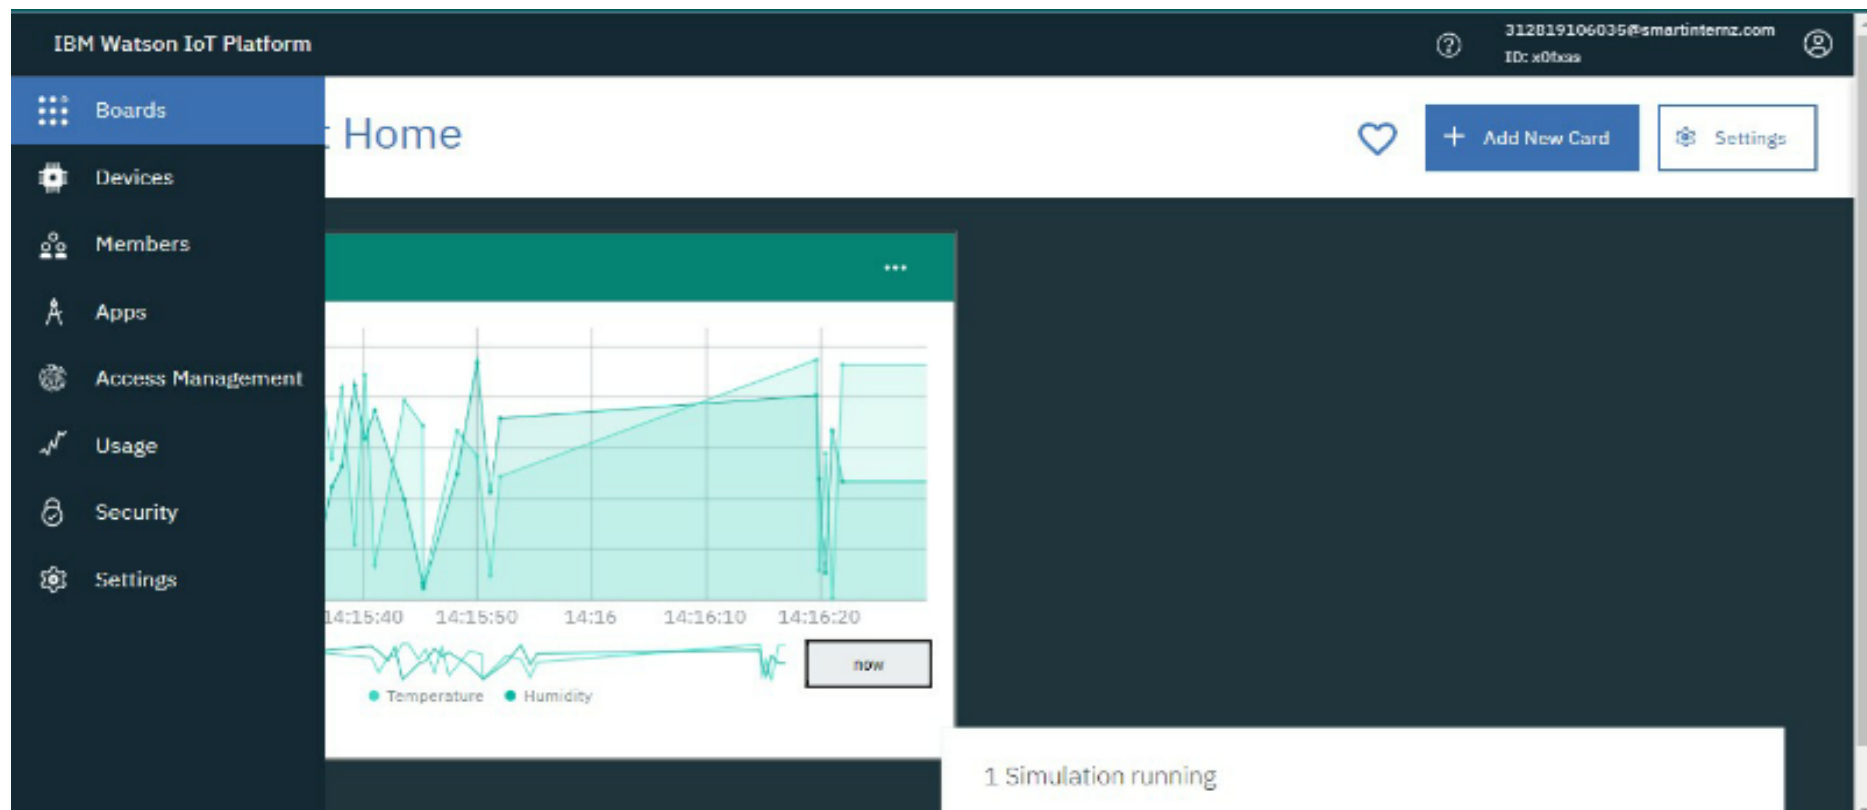 IBM Watson IoT Platform
312819106035@smartinternz.com
ID: x0fxas
Boards
Devices
Members
Apps
Access Management
Usage
Security
Settings
t Home
+ Add New Card
Settings
...
14:15:40 14:15:50 14:16 14:16:10 14:16:20
now
Temperature Humidity
1 Simulation running